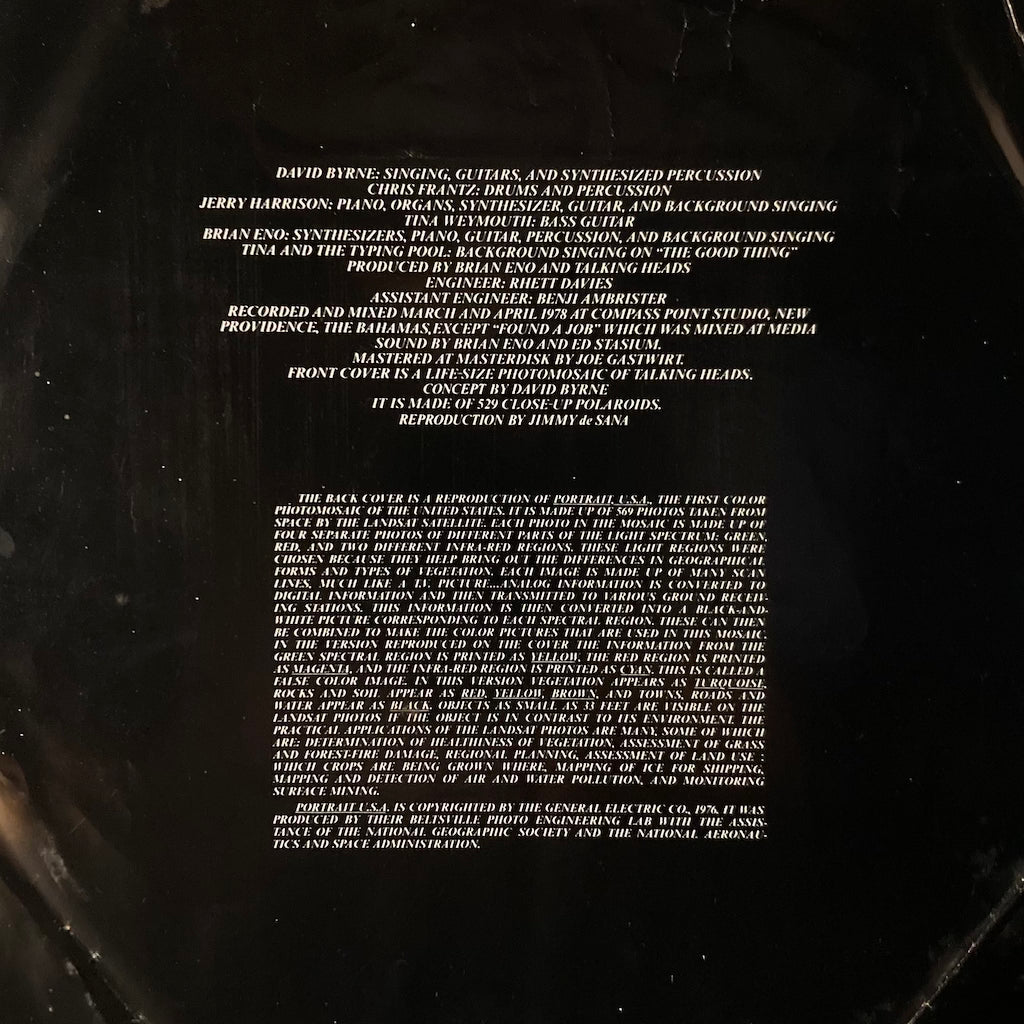 DAVID BYRNE: SINGING, GUITARS, AND SYNTHESIZED PERCUSSION
CHRIS FRANTZ: DRUMS AND PERCUSSION
JERRY HARRISON: PIANO, ORGANS, SYNTHESIZER, GUITAR, AND BACKGROUND SINGING
TINA WEYMOUTH: BASS GUITAR
BRIAN ENO: SYNTHESIZERS, PIANO, GUITAR, PERCUSSION, AND BACKGROUND SINGING
TINA AND THE TYPING POOL: BACKGROUND SINGING ON “THE GOOD THING”
PRODUCED BY BRIAN ENO AND TALKING HEADS
ENGINEER: RHETT DAVIES
ASSISTANT ENGINEER: BENJI AMBRISTER
RECORDED AND MIXED MARCH AND APRIL 1978 AT COMPASS POINT STUDIO, NEW
PROVIDENCE, THE BAHAMAS, EXCEPT “FOUND A JOB” WHICH WAS MIXED AT MEDIA
SOUND BY BRIAN ENO AND ED STASIUM.
MASTERED AT MASTERDISK BY JOE GASTWIRT.
FRONT COVER IS A LIFE-SIZE PHOTOMOSAIC OF TALKING HEADS.
CONCEPT BY DAVID BYRNE
IT IS MADE OF 529 CLOSE-UP POLAROIDS.
REPRODUCTION BY JIMMY de SANA
THE BACK COVER IS A REPRODUCTION OF PORTRAIT U.S.A., THE FIRST COLOR
PHOTOMOSAIC OF THE UNITED STATES. IT IS MADE UP OF 569 PHOTOS TAKEN FROM
SPACE BY THE LANDSAT SATELLITE. EACH PHOTO IN THE MOSAIC IS MADE UP OF
FOUR SEPARATE PHOTOS OF DIFFERENT PARTS OF THE LIGHT SPECTRUM: GREEN,
RED, AND TWO DIFFERENT INFRA-RED REGIONS. THESE LIGHT REGIONS WERE
CHOSEN BECAUSE THEY HELP BRING OUT THE DIFFERENCES IN GEOGRAPHICAL
FORMS AND TYPES OF VEGETATION. EACH IMAGE IS MADE UP OF MANY SCAN
LINES, MUCH LIKE A T.V. PICTURE...ANALOG INFORMATION IS CONVERTED TO
DIGITAL INFORMATION AND THEN TRANSMITTED TO VARIOUS GROUND RECEIV-
ING STATIONS. THIS INFORMATION IS THEN CONVERTED INTO A BLACK-AND-
WHITE PICTURE CORRESPONDING TO EACH SPECTRAL REGION. THESE CAN THEN
BE COMBINED TO MAKE THE COLOR PICTURES THAT ARE USED IN THIS MOSAIC.
IN THE VERSION REPRODUCED ON THE COVER THE INFORMATION FROM THE
GREEN SPECTRAL REGION IS PRINTED AS YELLOW, THE RED REGION IS PRINTED
AS MAGENTA, AND THE INFRA-RED REGION IS PRINTED AS CYAN. THIS IS CALLED A
FALSE COLOR IMAGE. IN THIS VERSION VEGETATION APPEARS AS TURQUOISE,
ROCKS AND SOIL APPEAR AS RED, YELLOW, BROWN, AND TOWNS, ROADS AND
WATER APPEAR AS BLACK. OBJECTS AS SMALL AS 33 FEET ARE VISIBLE ON THE
LANDSAT PHOTOS IF THE OBJECT IS IN CONTRAST TO ITS ENVIRONMENT. THE
PRACTICAL APPLICATIONS OF THE LANDSAT PHOTOS ARE MANY, SOME OF WHICH
ARE: DETERMINATION OF HEALTHINESS OF VEGETATION, ASSESSMENT OF GRASS
AND FOREST-FIRE DAMAGE, REGIONAL PLANNING, ASSESSMENT OF LAND USE :
WHICH CROPS ARE BEING GROWN WHERE, MAPPING OF ICE FOR SHIPPING,
MAPPING AND DETECTION OF AIR AND WATER POLLUTION, AND MONITORING
SURFACE MINING.
PORTRAIT U.S.A. IS COPYRIGHTED BY THE GENERAL ELECTRIC CO., 1976. IT WAS
PRODUCED BY THEIR BELTSVILLE PHOTO ENGINEERING LAB WITH THE ASSIS-
TANCE OF THE NATIONAL GEOGRAPHIC SOCIETY AND THE NATIONAL AERONAU-
TICS AND SPACE ADMINISTRATION.